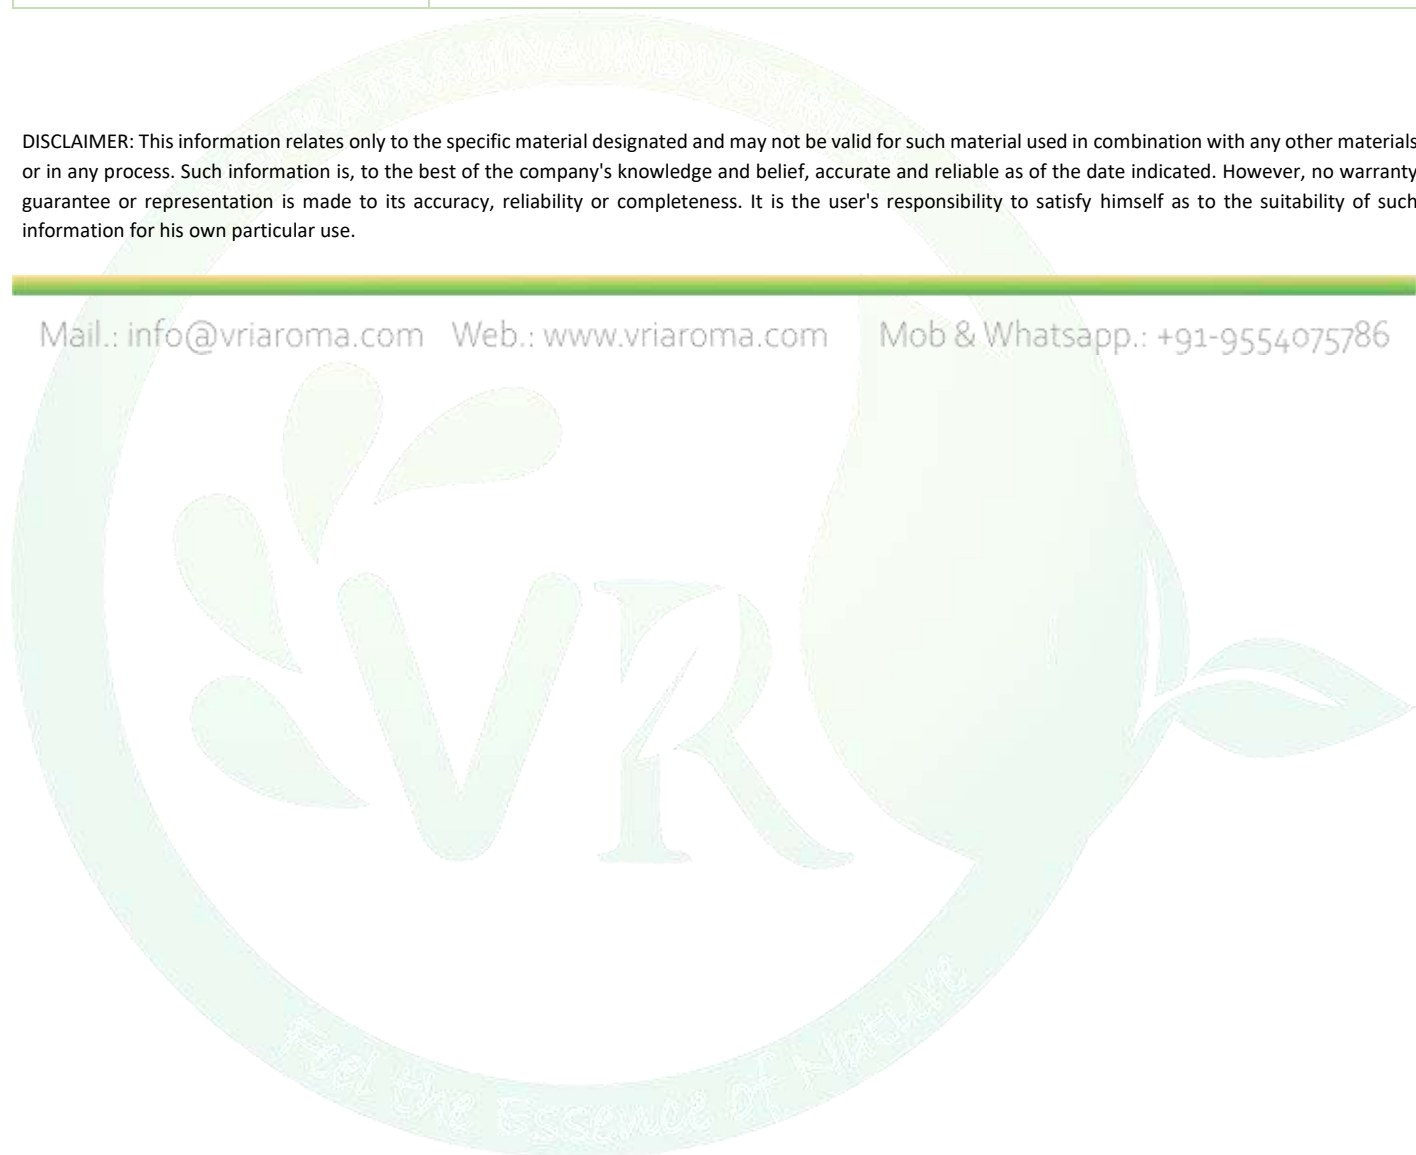 DISCLAIMER: This information relates only to the specific material designated and may not be valid for such material used in combination with any other materials
or in any process. Such information is, to the best of the company's knowledge and belief, accurate and reliable as of the date indicated. However, no warranty
guarantee or representation is made to its accuracy, reliability or completeness. It is the user's responsibility to satisfy himself as to the suitability of such
information for his own particular use.
Mail.: info@vriaroma.com Web.: www.vriaroma.com Mob & Whatsapp.: +91-9554075786
VR
Feel the Essence of Nature